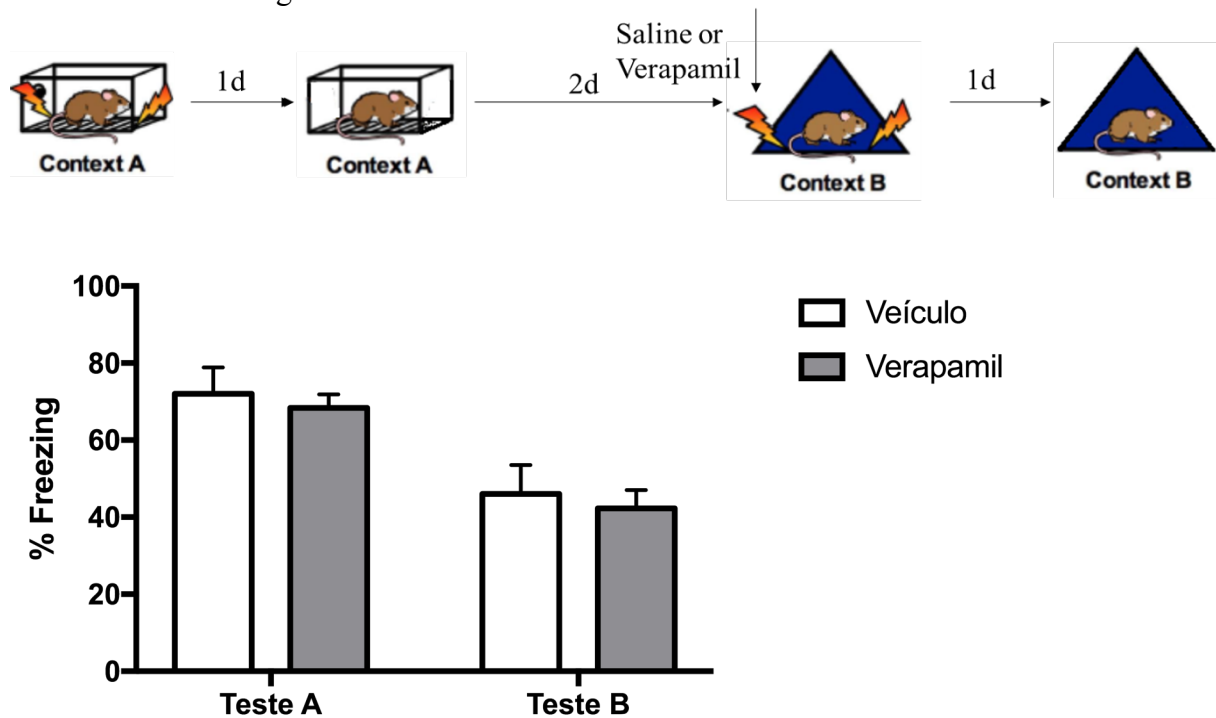 Saline or
Verapamil
1d
2d
1d
Context A
Context A
Context B
Context B
100
80
60
40
20
0
% Freezing
Veículo
Verapamil
Teste A
Teste B